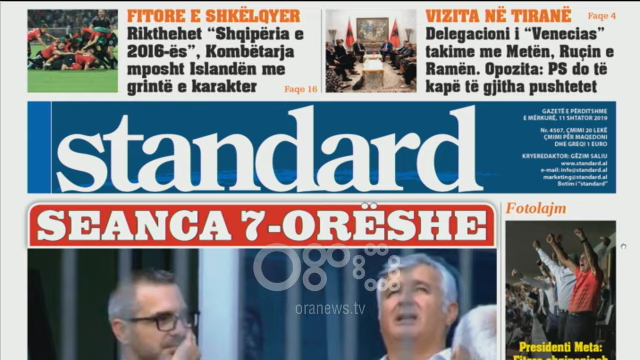 FITORE E SHKËLQYER
Rikthehet “Shqipëria e
2016-ës”, Kombëtarja
mposht Islandën me
grintë e karakter
Faqe 16
VIZITA NË TIRANË
Faqe 4
Delegacioni i “Venecias”
takime me Metën, Ruçin e
Ramën. Opozita: PS do të
kapë të gjitha pushtetet
standard
GAZETË E PËRDITSHME
E MËRKURË, 11 SHTATOR 2019
Nr. 4507, ÇMIMI 20 LEKË
ÇMIMI PËR MAQEDONI
DHE GREQI 1 EURO
KRYEREDAKTOR: GËZIM SALIU
www.standard.al
e-mail: info@standard.al
marketing@standard.al
Botim i “standard”
SEANCA 7-ORËSHE
Fotolajm
oranews.tv
Presidenti Meta: